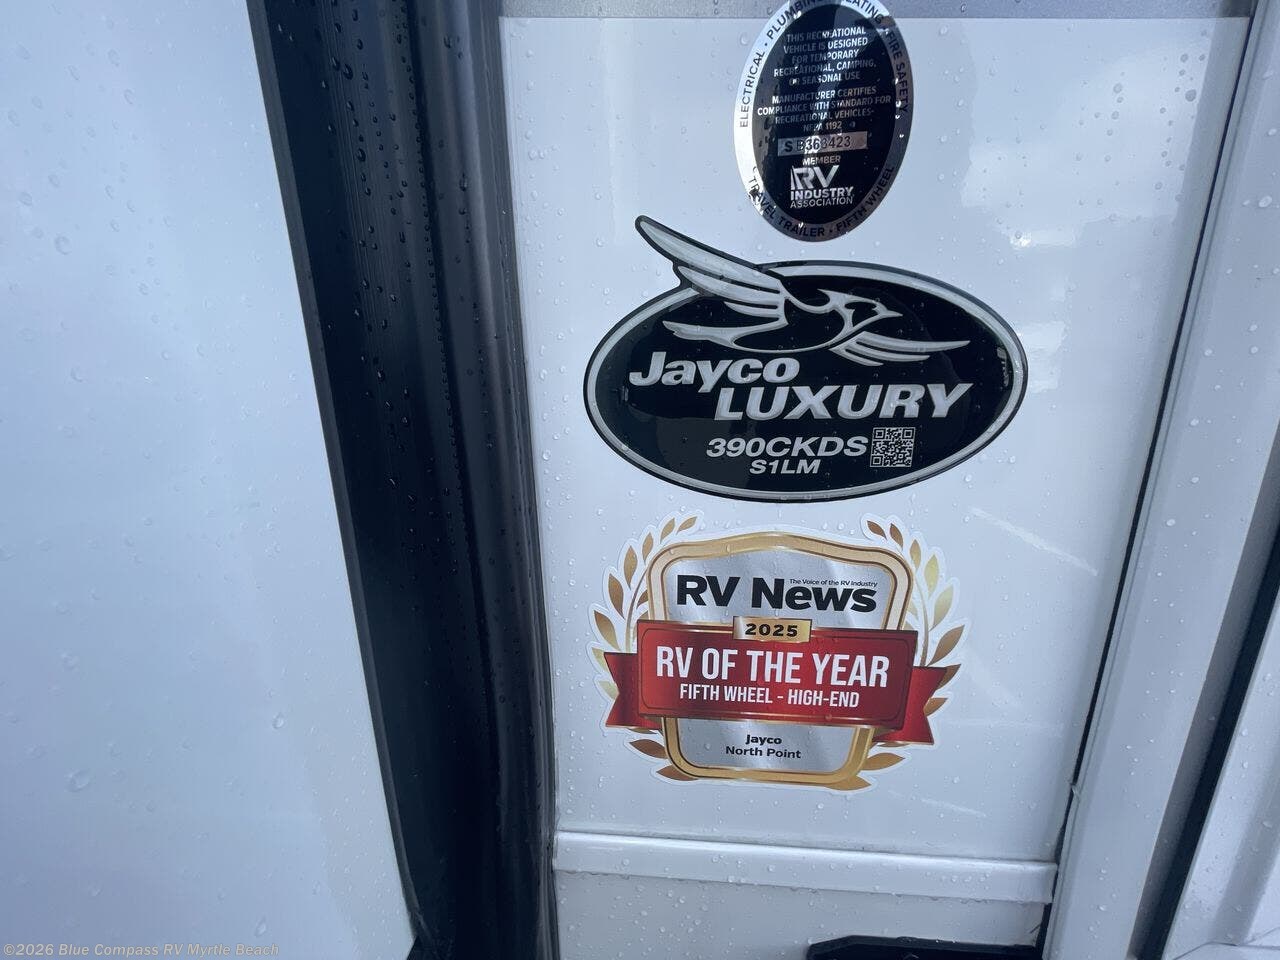 ELECTRICAL • PLUMBING • HEATING • FIRE SAFETY
THIS RECREATIONAL
VEHICLE IS DESIGNED
FOR TEMPORARY
RECREATIONAL, CAMPING,
OR SEASONAL USE
MANUFACTURER CERTIFIES
COMPLIANCE WITH STANDARD FOR
RECREATIONAL VEHICLES-
NFPA 1192
MEMBER
RV
INDUSTRY
ASSOCIATION
TRAVEL TRAILER • FIFTH WHEEL
Jayco
LUXURY
390CKDS
S1LM
The Voice of the RV Industry
RV News
2025
RV OF THE YEAR
FIFTH WHEEL - HIGH-END
Jayco
North Point
©2026 Blue Compass RV Myrtle Beach